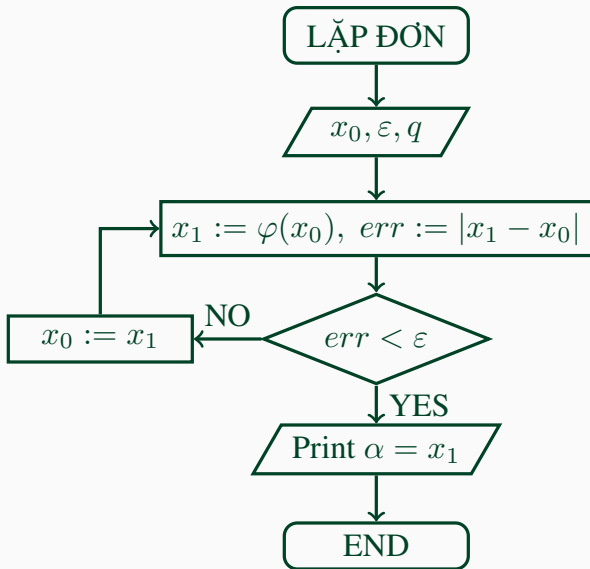 LẶP ĐƠN
x₀, ε, q
x₁ := φ(x₀), err := |x₁ − x₀|
NO
x₀ := x₁
err < ε
YES
Print α = x₁
END